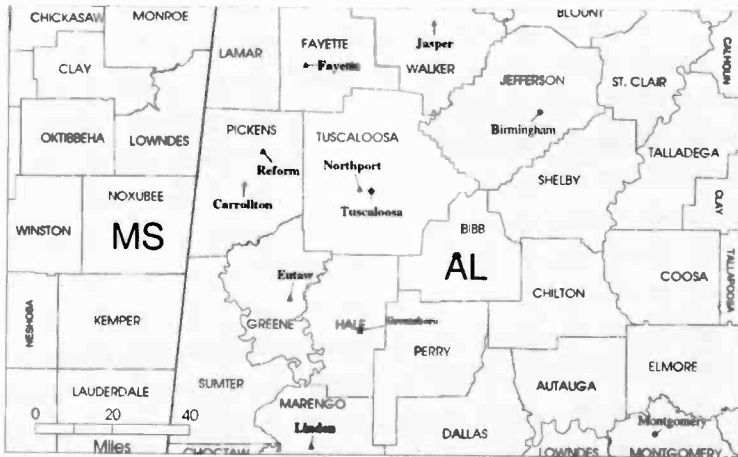 CHICKASAW
MONROE
BLOUNT
LAMAR
FAYETTE
Fayette
Jasper
WALKER
JEFFERSON
Birmingham
ST. CLAIR
CALHOUN
CLAY
OKTIBBEHA
LOWNDES
PICKENS
Reform
Carrollton
TUSCALOOSA
Northport
Tuscaloosa
SHELBY
TALLADEGA
CLAY
NOXUBEE
WINSTON
MS
BIBB
AL
Eutaw
GREENE
HALE
Greensboro
CHILTON
COOSA
TALLAPOOSA
NESHOBA
KEMPER
PERRY
SUMTER
AUTAUGA
ELMORE
LAUDERDALE
MARENGO
Linden
DALLAS
Montgomery
0 20 40
Miles
CHOCTAW
LOWNDES
MONTGOMERY